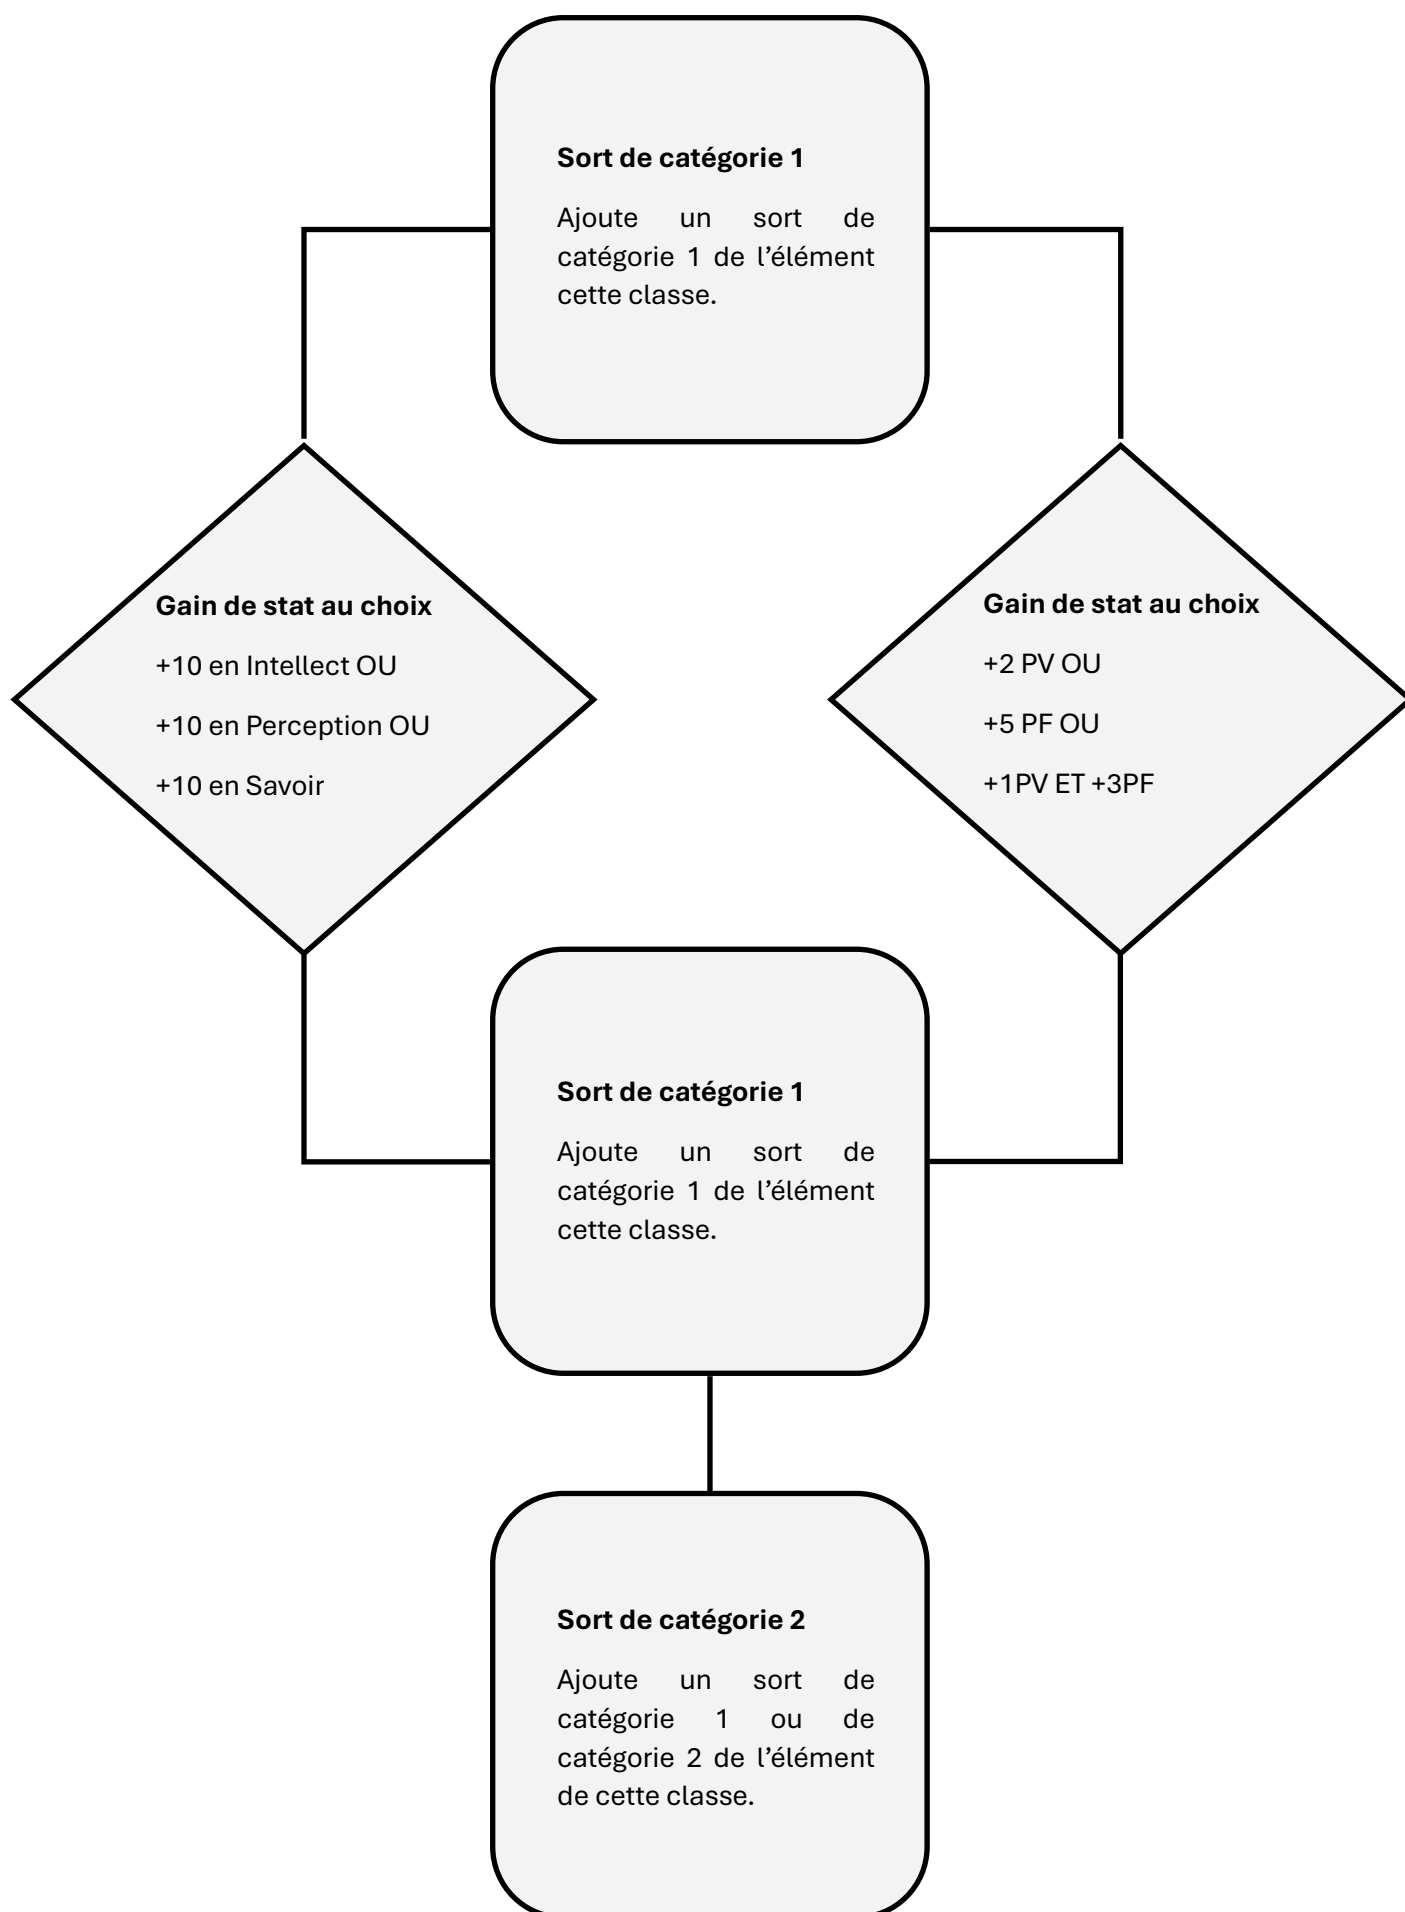 Sort de catégorie 1
Ajoute un sort de
catégorie 1 de l’élément
cette classe.
Gain de stat au choix
+10 en Intellect OU
+10 en Perception OU
+10 en Savoir
Gain de stat au choix
+2 PV OU
+5 PF OU
+1PV ET +3PF
Sort de catégorie 1
Ajoute un sort de
catégorie 1 de l’élément
cette classe.
Sort de catégorie 2
Ajoute un sort de
catégorie 1 ou de
catégorie 2 de l’élément
de cette classe.